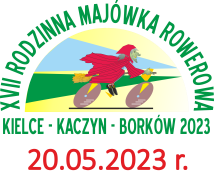 XVII RODZINNA MAJÓWKA ROWEROWA
KIELCE - KACZYN - BORKÓW 2023
20.05.2023 r.